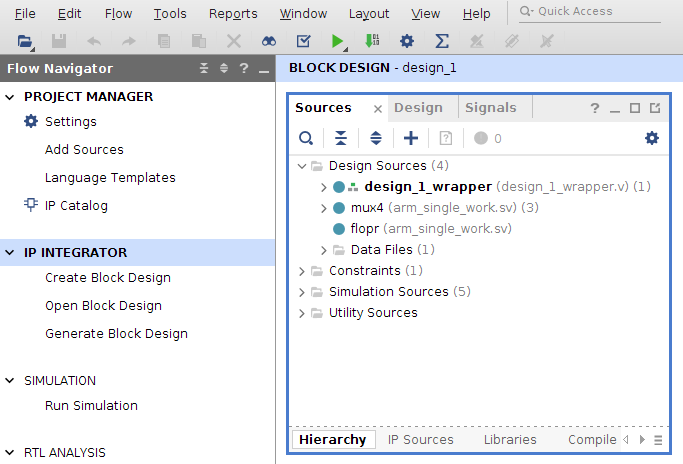 File Edit Flow Tools Reports Window Layout View Help Quick Access
Flow Navigator
PROJECT MANAGER
Settings
Add Sources
Language Templates
IP Catalog
IP INTEGRATOR
Create Block Design
Open Block Design
Generate Block Design
SIMULATION
Run Simulation
RTL ANALYSIS
BLOCK DESIGN - design_1
Sources Design Signals
0
Design Sources (4)
design_1_wrapper (design_1_wrapper.v) (1)
mux4 (arm_single_work.sv) (3)
flopr (arm_single_work.sv)
Data Files (1)
Constraints (1)
Simulation Sources (5)
Utility Sources
Hierarchy IP Sources Libraries Compile